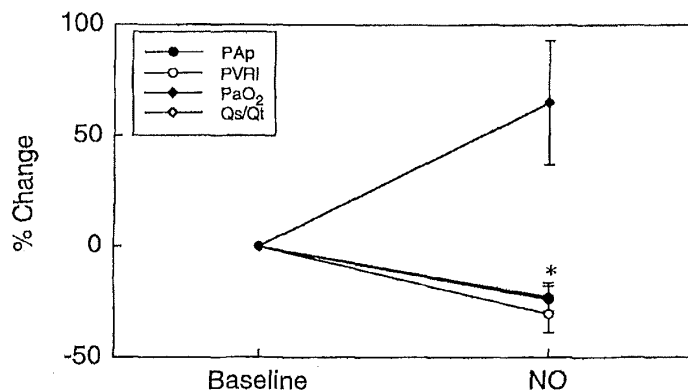 100
PAp
PVRI
PaO2
Qs/Qt
50
% Change
0
*
-50
Baseline NO